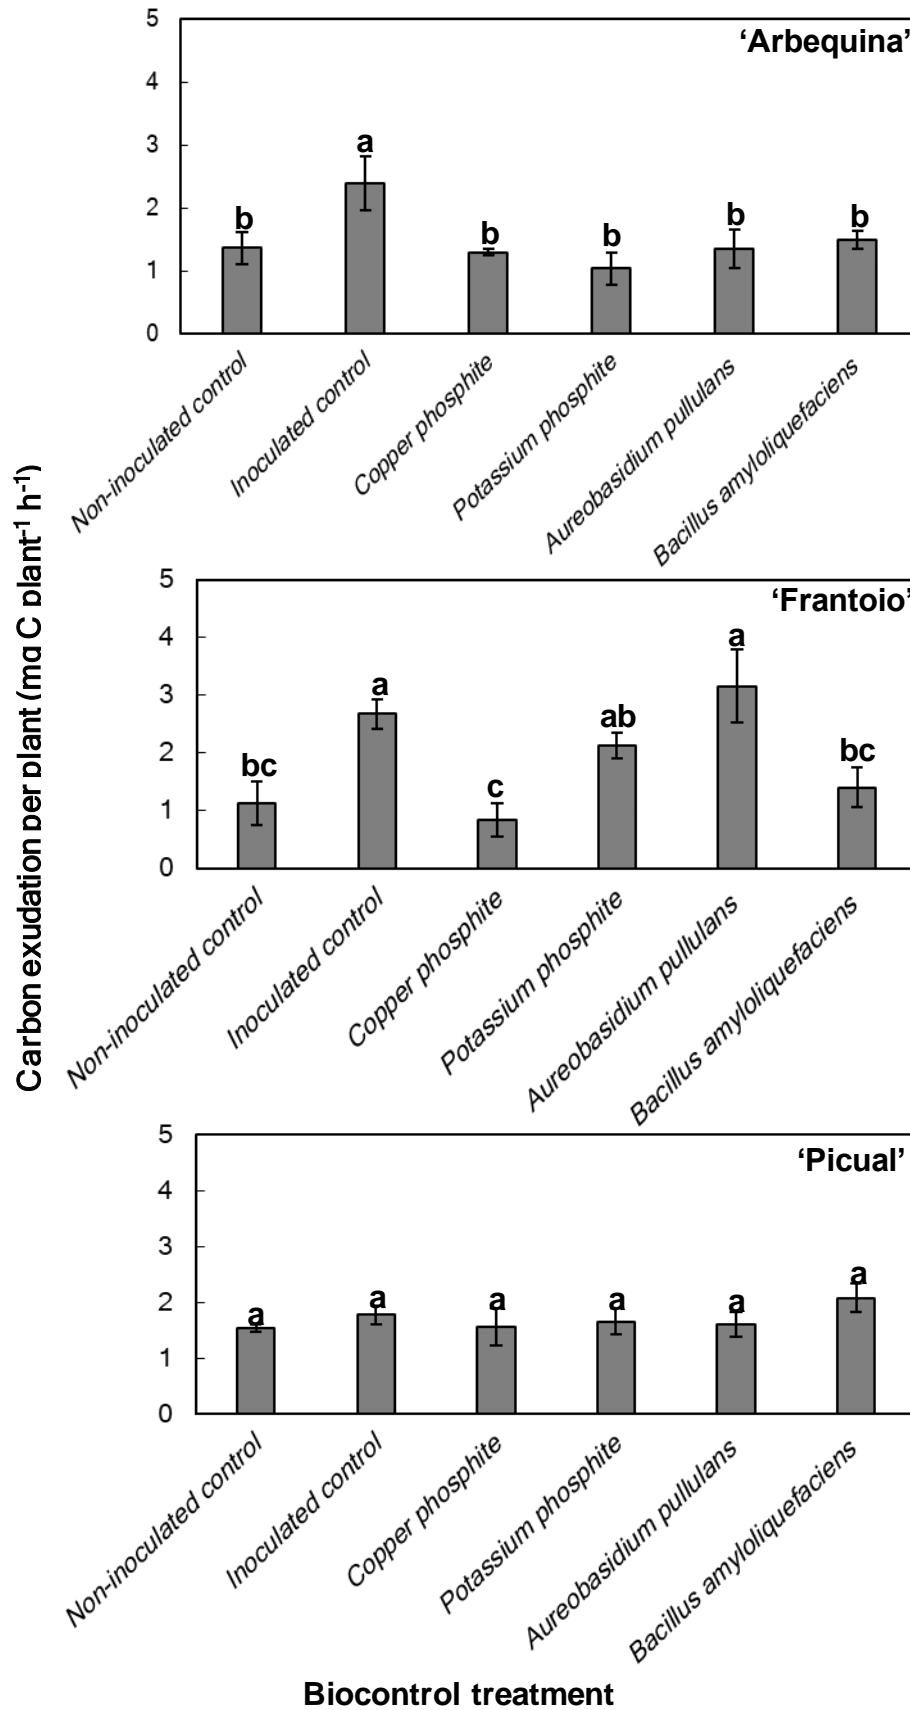 ‘Arbequina’
5
4
3
2
1
0
a
b
b
b
b
b
Non-inoculated control
Inoculated control
Copper phosphite
Potassium phosphite
Aureobasidium pullulans
Bacillus amyloliquefaciens
Carbon exudation per plant (mg C plant-1 h-1)
‘Frantoio’
5
4
3
2
1
0
bc
a
c
ab
a
bc
Non-inoculated control
Inoculated control
Copper phosphite
Potassium phosphite
Aureobasidium pullulans
Bacillus amyloliquefaciens
‘Picual’
5
4
3
2
1
0
a
a
a
a
a
a
Non-inoculated control
Inoculated control
Copper phosphite
Potassium phosphite
Aureobasidium pullulans
Bacillus amyloliquefaciens
Biocontrol treatment